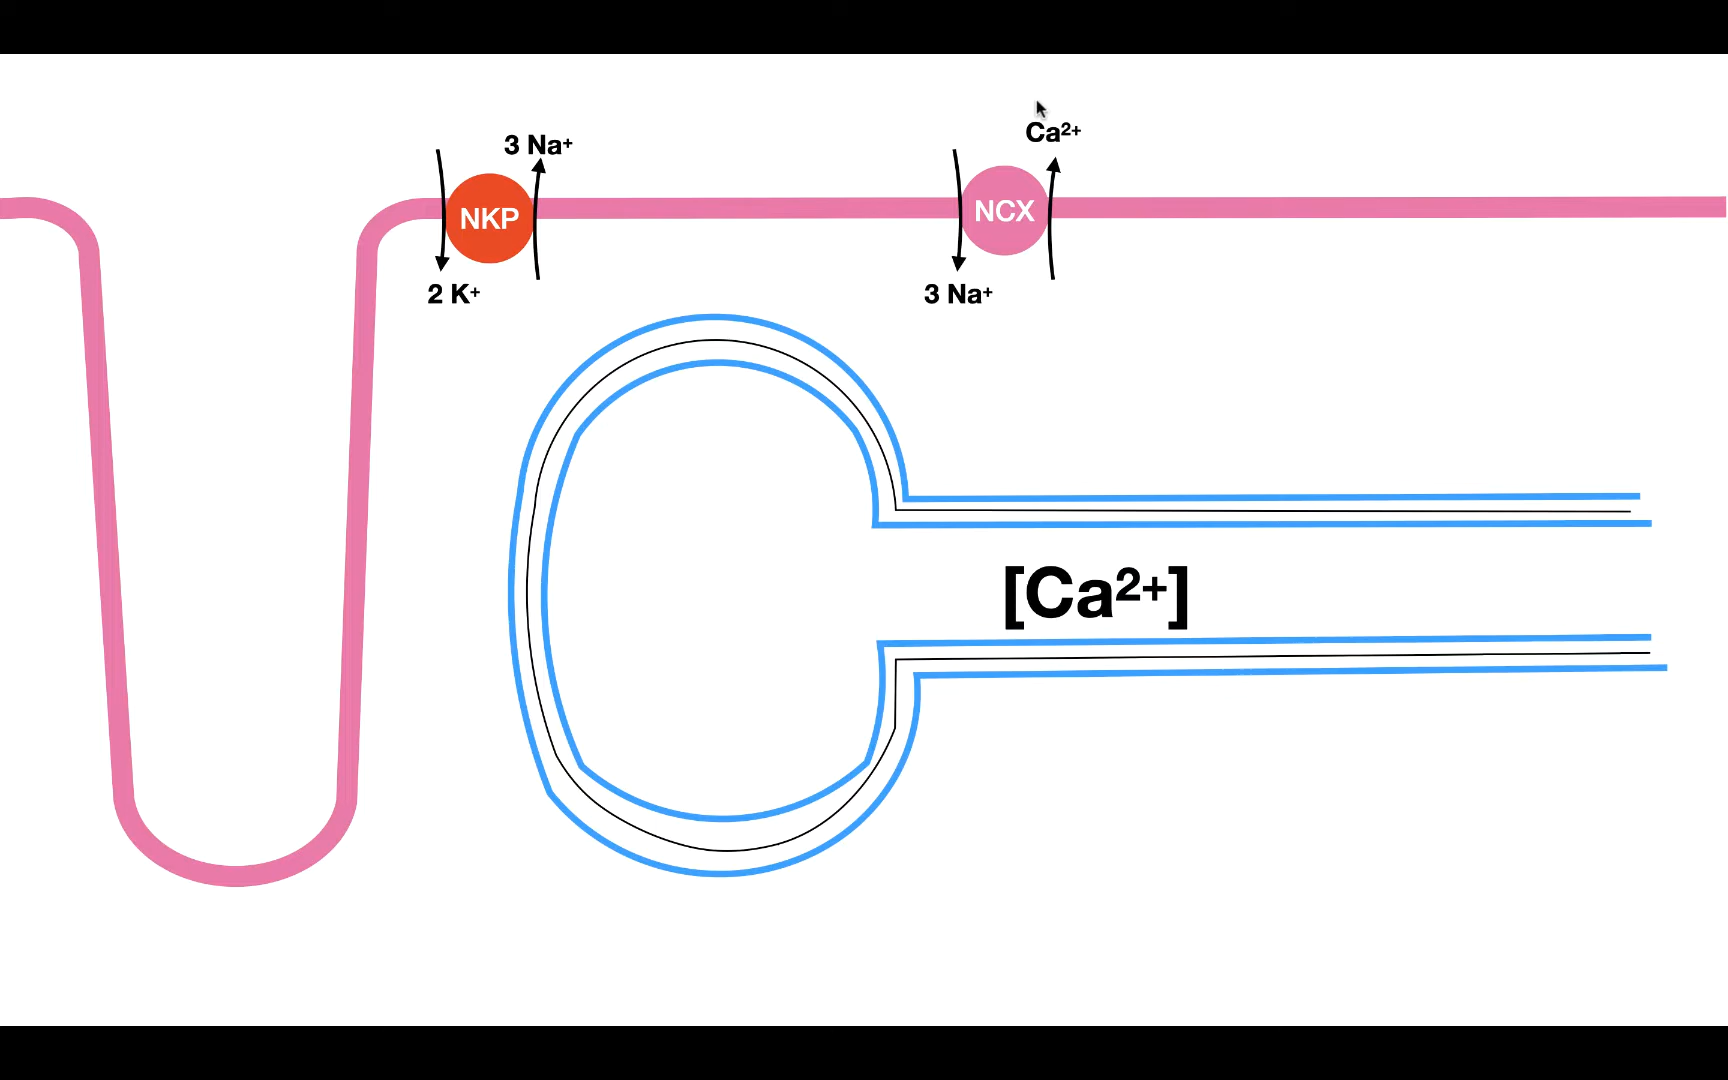 3 Na⁺
NKP
2 K⁺
Ca²⁺
NCX
3 Na⁺
[Ca²⁺]